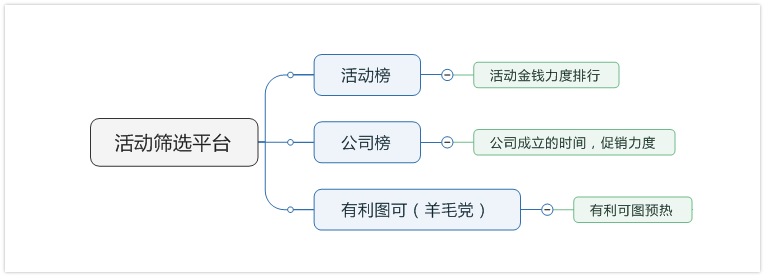 活动榜
活动金钱力度排行
活动筛选平台
公司榜
公司成立的时间，促销力度
有利图可（羊毛党）
有利可图预热